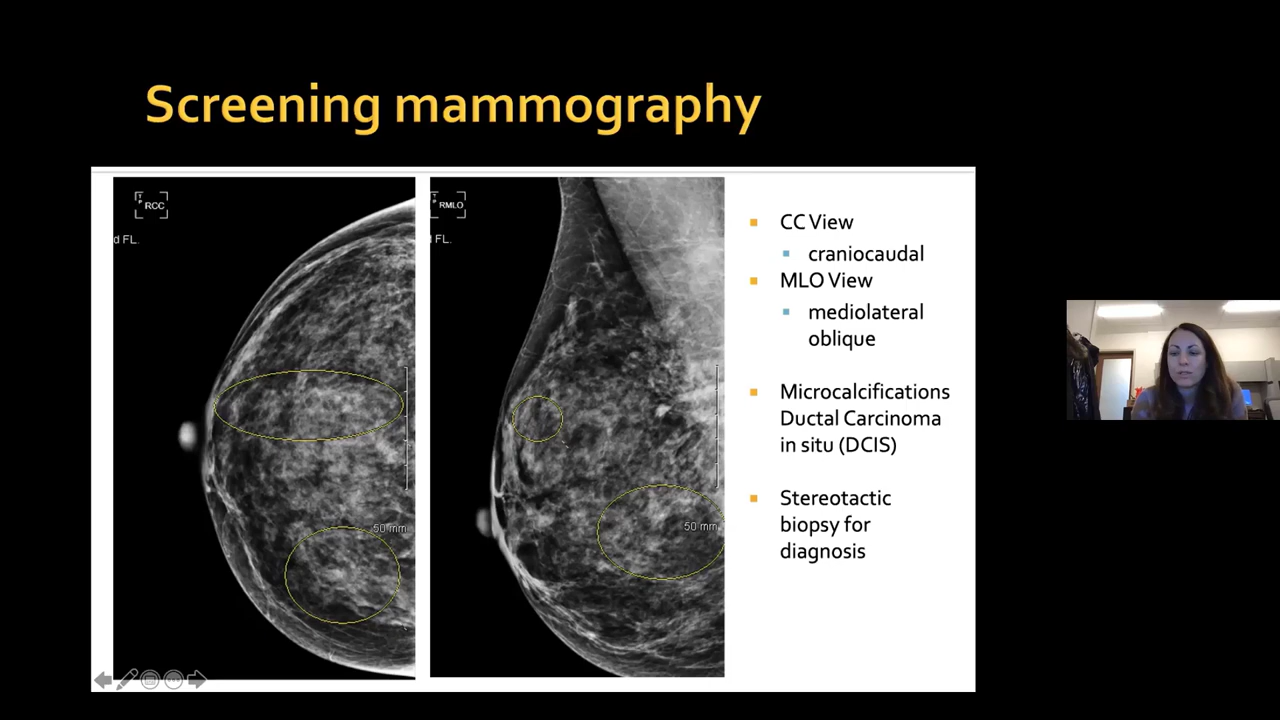 Screening mammography
RCC
d FL.
50 mm
RMLO
FL.
50 mm
CC View
craniocaudal
MLO View
mediolateral
oblique
Microcalcifications
Ductal Carcinoma
in situ (DCIS)
Stereotactic
biopsy for
diagnosis